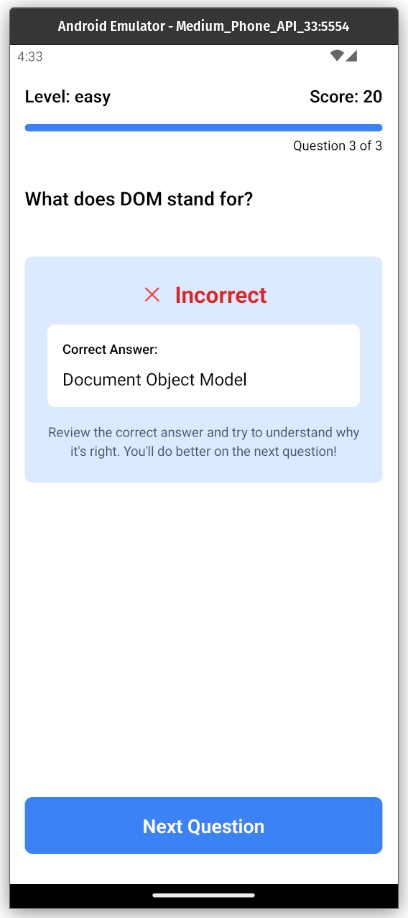 Android Emulator - Medium_Phone_API_33:5554
4:33
Level: easy
Score: 20
Question 3 of 3
What does DOM stand for?
Incorrect
Correct Answer:
Document Object Model
Review the correct answer and try to understand why
it's right. You'll do better on the next question!
Next Question